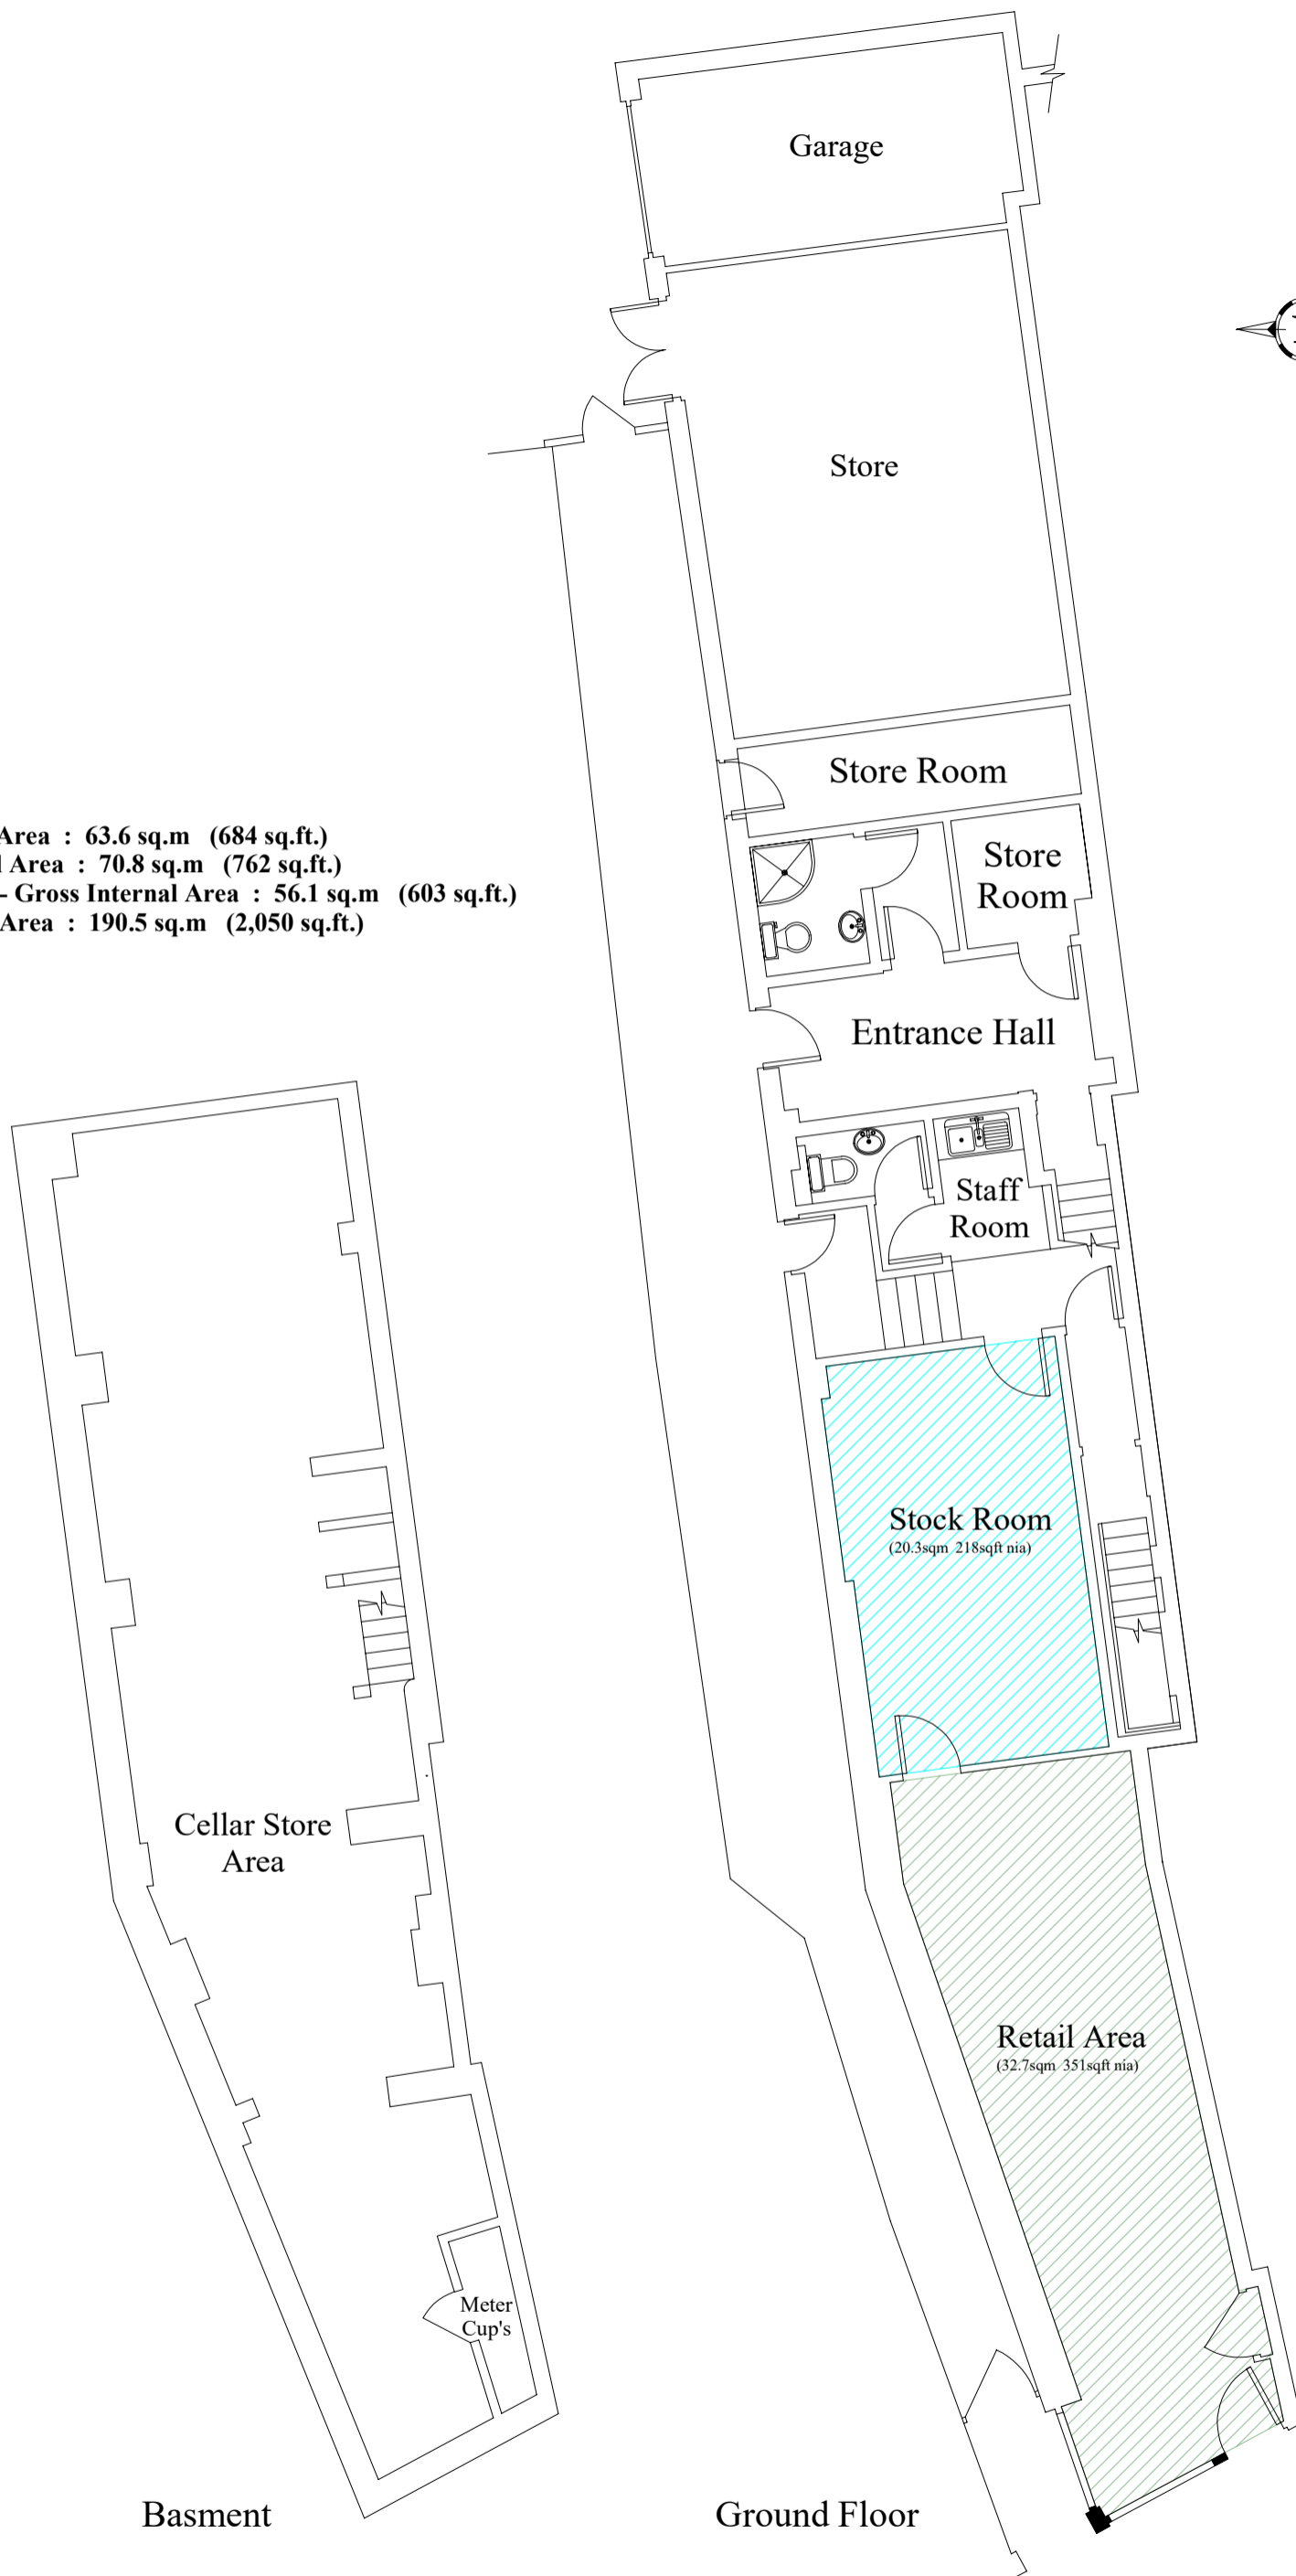 Garage
Store
Store Room
Area : 63.6 sq.m (684 sq.ft.)
Area : 70.8 sq.m (762 sq.ft.)
- Gross Internal Area : 56.1 sq.m (603 sq.ft.)
Area : 190.5 sq.m (2,050 sq.ft.)
Store
Room
Entrance Hall
Staff
Room
Stock Room
(20.3sqm 218sqft nia)
Cellar Store
Area
Retail Area
(32.7sqm 351sqft nia)
Meter
Cup's
Basment
Ground Floor